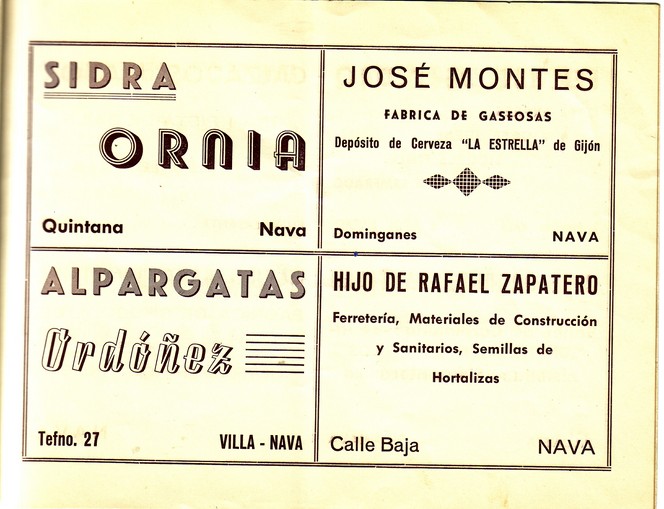 SIDRA
ORNIA
Quintana Nava
JOSÉ MONTES
FABRICA DE GASEOSAS
Depósito de Cerveza "LA ESTRELLA" de Gijón
Dominganes NAVA
ALPARGATAS
Ordóñez
Tefno. 27 VILLA - NAVA
HIJO DE RAFAEL ZAPATERO
Ferretería, Materiales de Construcción
y Sanitarios, Semillas de
Hortalizas
Calle Baja NAVA